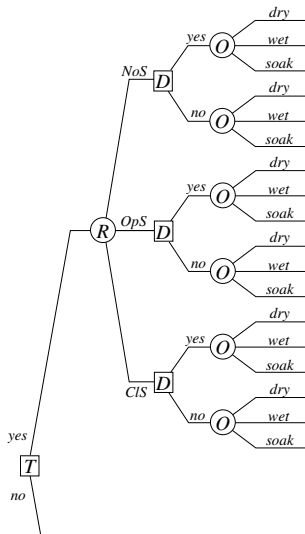 dry
yes O wet
soak
NoS D
dry
no O wet
soak
dry
yes O wet
soak
R OpS D
dry
no O wet
soak
dry
yes O wet
soak
ClS D
dry
no O wet
soak
yes
T
no